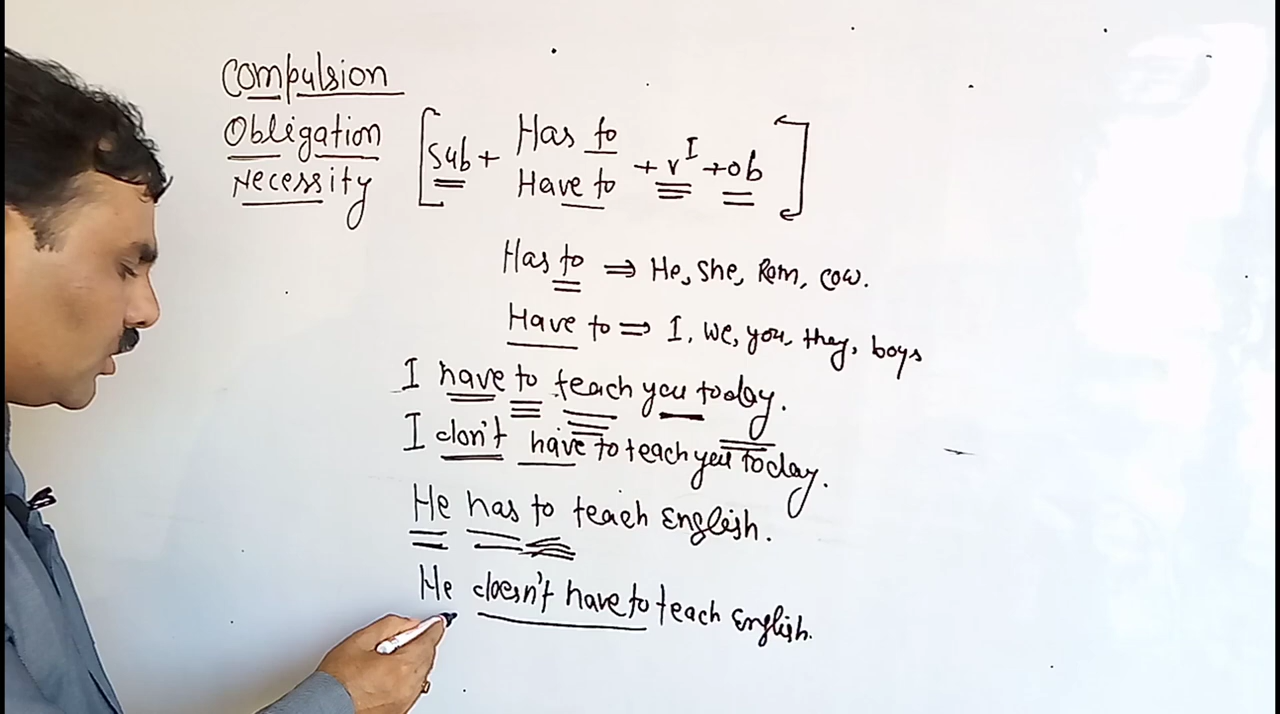 Compulsion
Obligation
Necessity
[Sub + Has to
Have to + V^I + ob]
Has to ⇒ He, She, Ram, cow.
Have to ⇒ I, we, you, they, boys
I have to teach you today.
I don't have to teach you today.
He has to teach English.
He doesn't have to teach English.